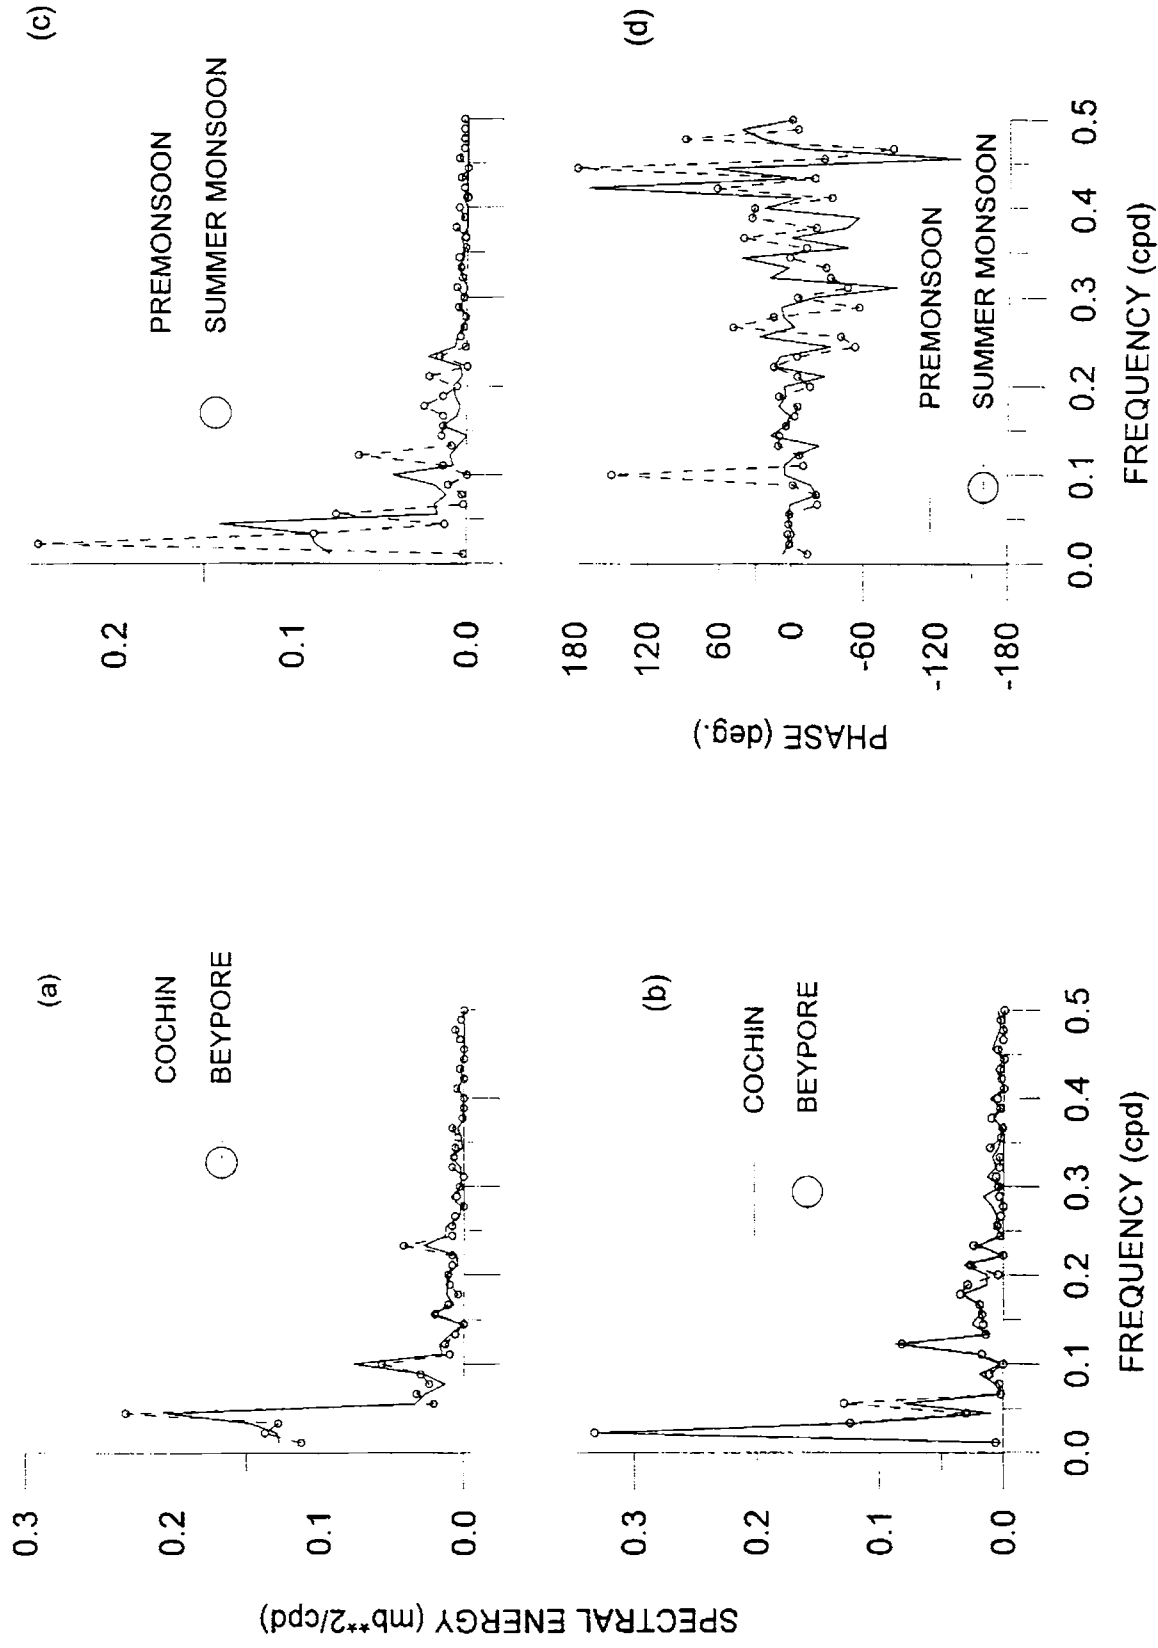 (a)
COCHIN
BEYPORE
0.3
0.2
0.1
0.0
SPECTRAL ENERGY (mb**2/cpd)
(b)
COCHIN
BEYPORE
0.3
0.2
0.1
0.0
0.0 0.1 0.2 0.3 0.4 0.5
FREQUENCY (cpd)
(c)
PREMONSOON
SUMMER MONSOON
0.2
0.1
0.0
(d)
PREMONSOON
SUMMER MONSOON
180
120
60
0
-60
-120
-180
PHASE (deg.)
0.0 0.1 0.2 0.3 0.4 0.5
FREQUENCY (cpd)